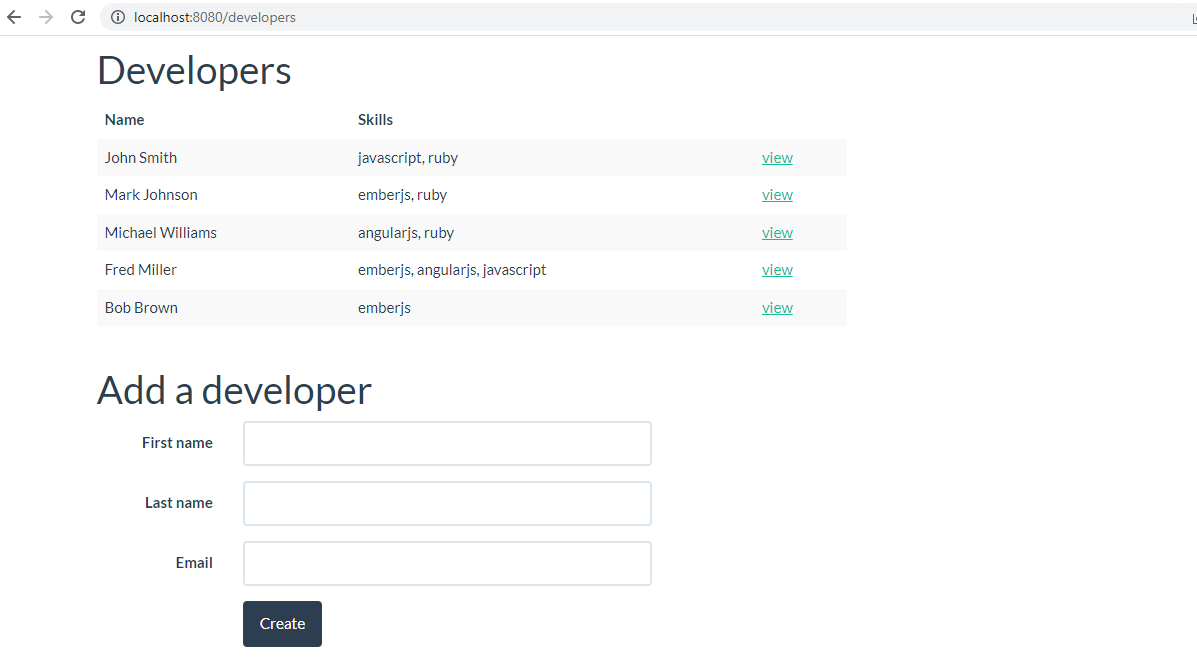 localhost:8080/developers
Developers
Name Skills
John Smith javascript, ruby view
Mark Johnson emberjs, ruby view
Michael Williams angularjs, ruby view
Fred Miller emberjs, angularjs, javascript view
Bob Brown emberjs view
Add a developer
First name
Last name
Email
Create